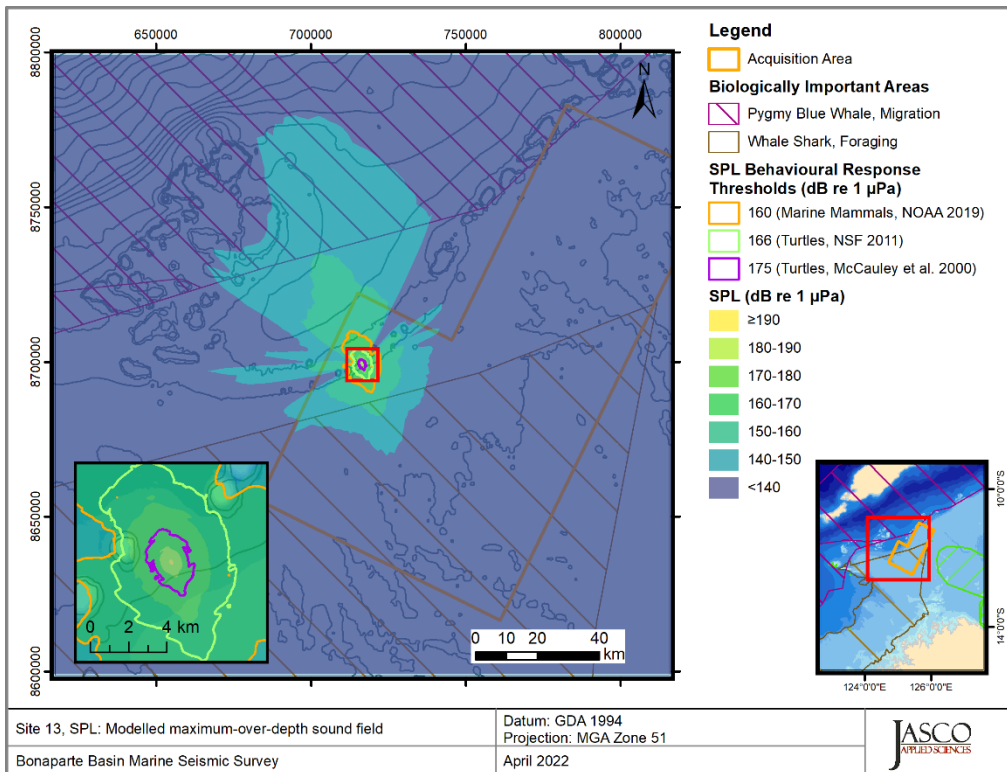 650000 700000 750000 800000
8800000
8750000
8700000
8650000
8600000
N
0 2 4 km
0 10 20 40
km
Legend
Acquisition Area
Biologically Important Areas
Pygmy Blue Whale, Migration
Whale Shark, Foraging
SPL Behavioural Response
Thresholds (dB re 1 µPa)
160 (Marine Mammals, NOAA 2019)
166 (Turtles, NSF 2011)
175 (Turtles, McCauley et al. 2000)
SPL (dB re 1 µPa)
≥190
180-190
170-180
160-170
150-160
140-150
<140
10°0'0"S
14°0'0"S
124°0'0"E 126°0'0"E
Site 13, SPL: Modelled maximum-over-depth sound field
Datum: GDA 1994
Projection: MGA Zone 51
Bonaparte Basin Marine Seismic Survey
April 2022
JASCO
APPLIED SCIENCES